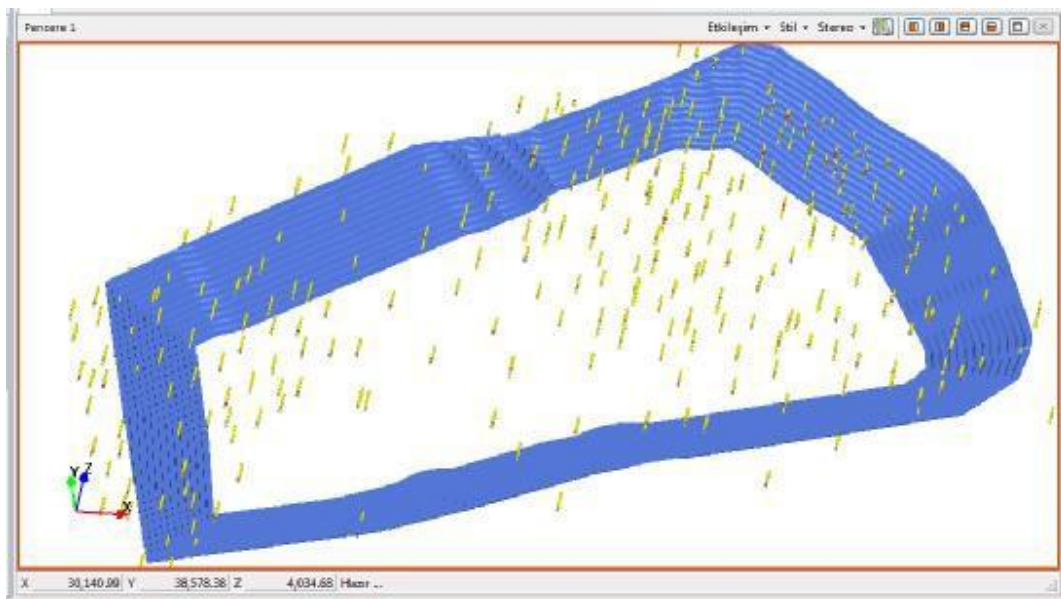 Pencere 1
Etkileşim Stil Stereo
Y Z
X
X 30,140.99 Y 38,578.38 Z 4,034.68 Hazır ...